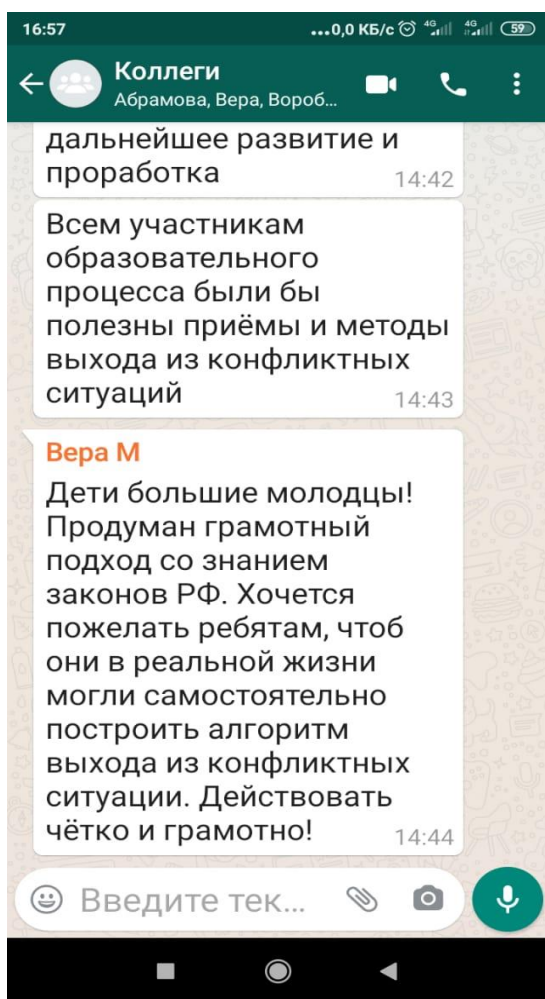 16:57
...0,0 КБ/с 4G 4G 59
Коллеги
Абрамова, Вера, Вороб...
дальнейшее развитие и
проработка 14:42
Всем участникам
образовательного
процесса были бы
полезны приёмы и методы
выхода из конфликтных
ситуаций 14:43
Вера М
Дети большие молодцы!
Продуман грамотный
подход со знанием
законов РФ. Хочется
пожелать ребятам, чтоб
они в реальной жизни
могли самостоятельно
построить алгоритм
выхода из конфликтных
ситуации. Действовать
чётко и грамотно! 14:44
Введите тек...